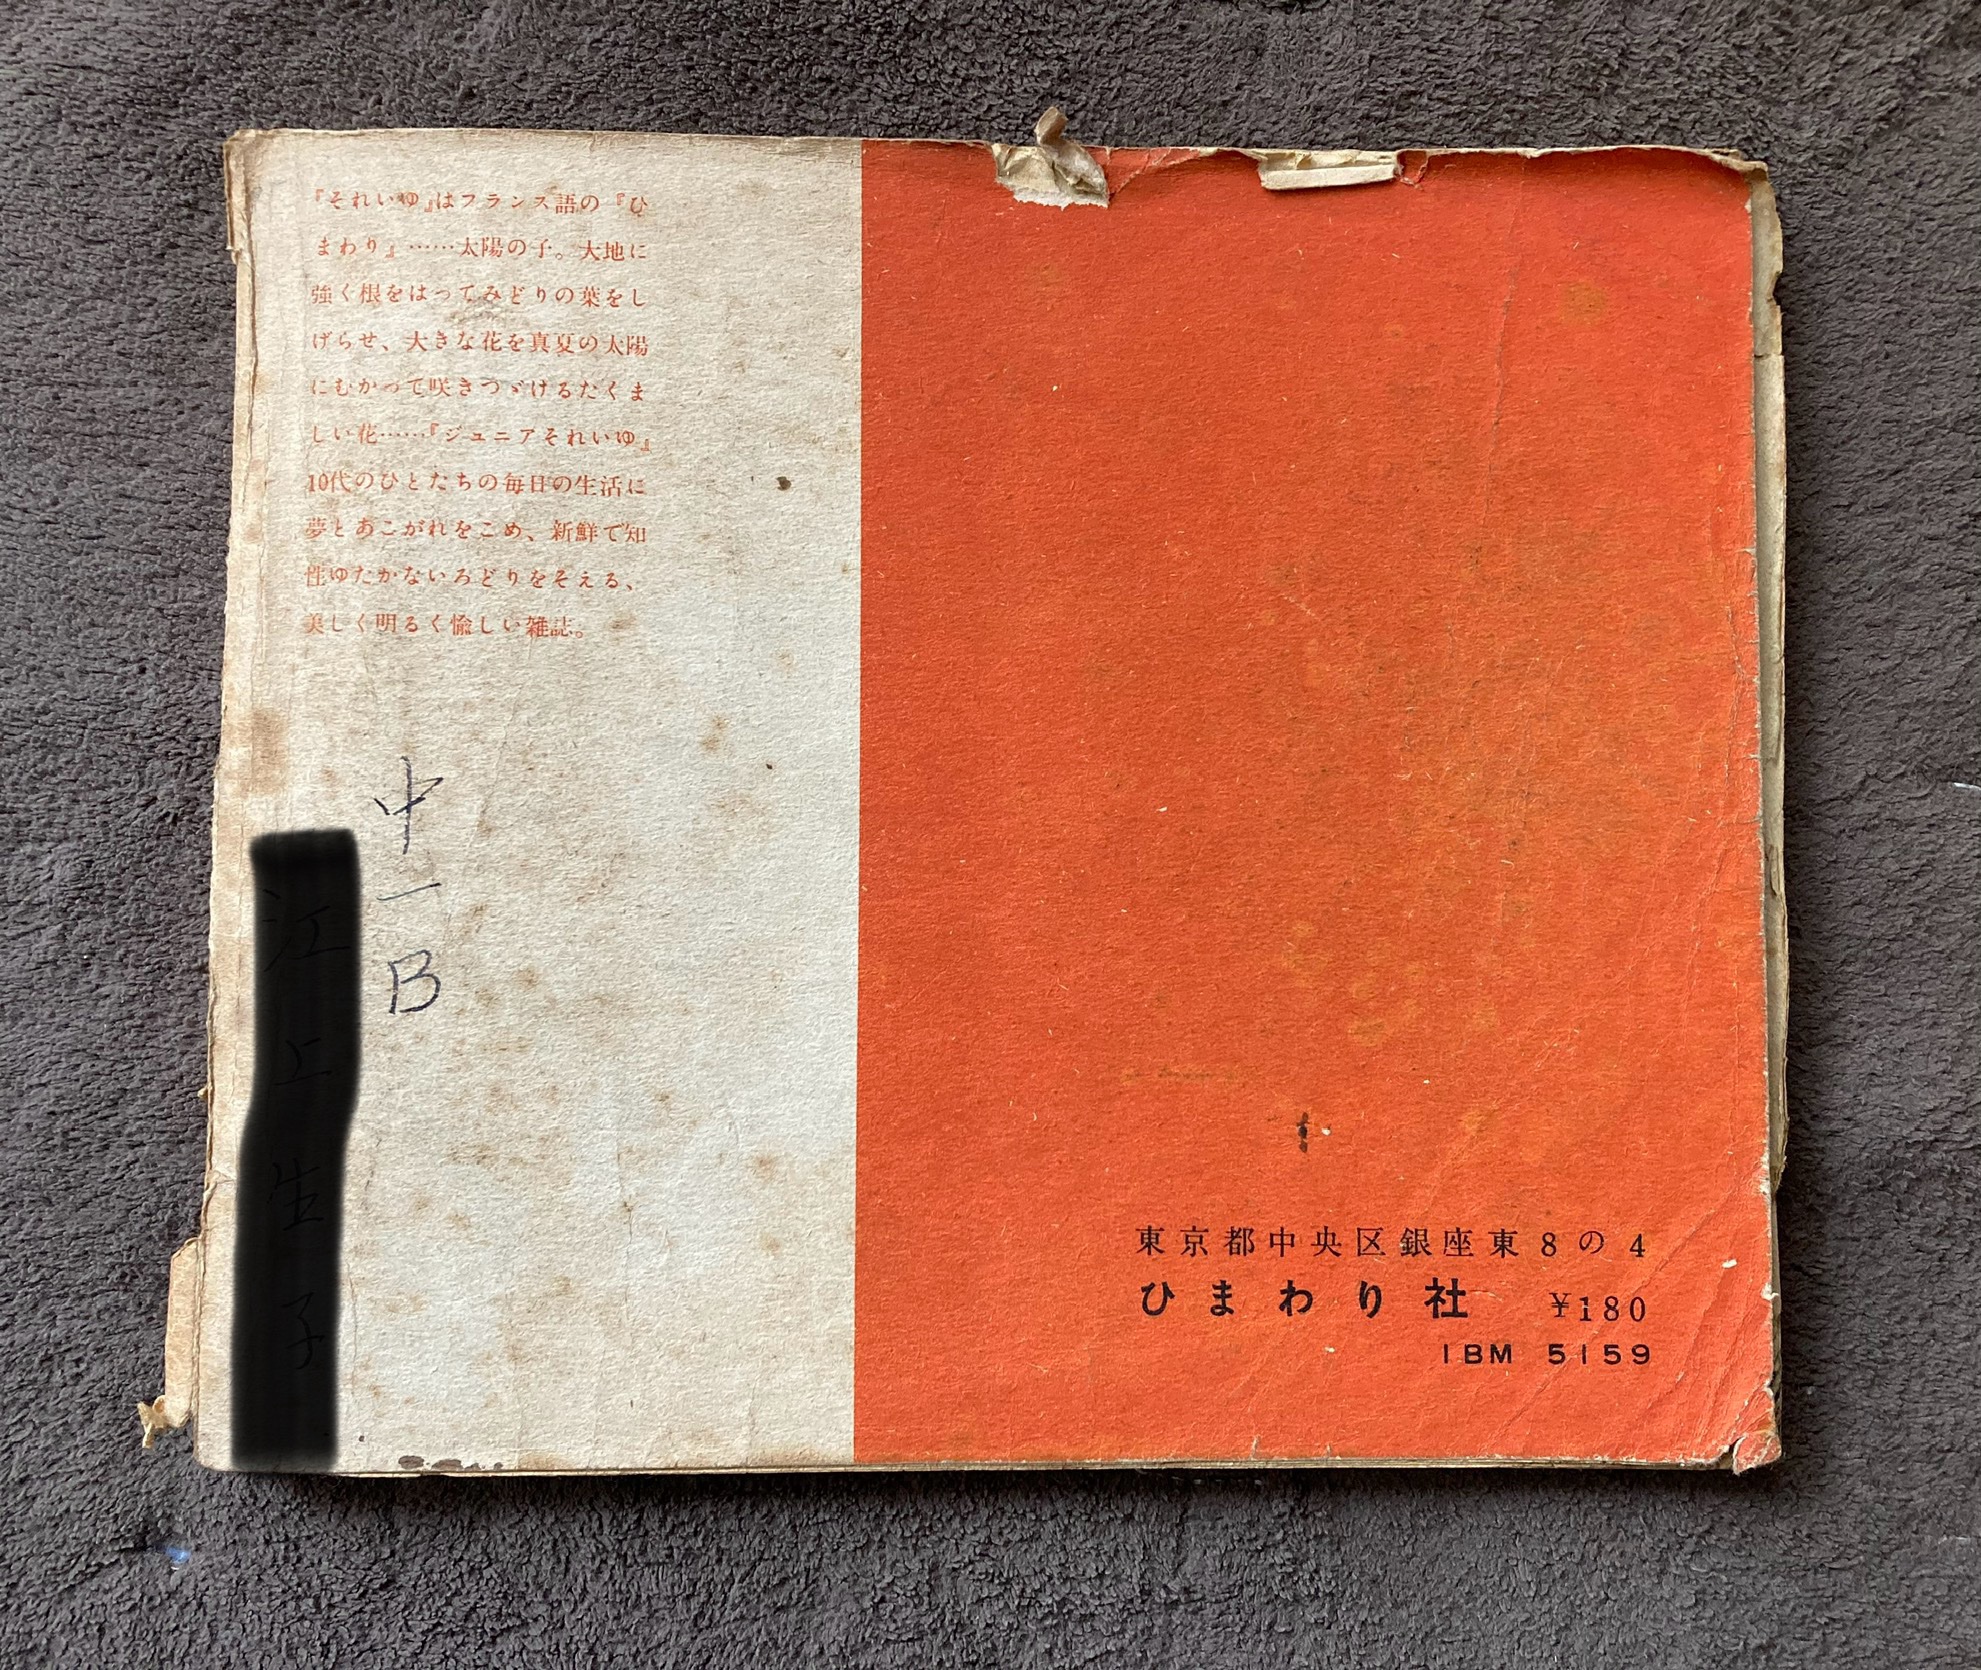 『それいゆ』はフランス語の『ひ
まわり』……太陽の子。大地に
強く根をはってみどりの葉をし
げらせ、大きな花を真夏の太陽
にむかって咲きつゞけるたくま
しい花……『ジュニアそれいゆ』
10代のひとたちの毎日の生活に
夢とあこがれをこめ、新鮮で知
性ゆたかないろどりをそえる、
美しく明るく愉しい雑誌。
中一B
東京都中央区銀座東8の4
ひまわり社 ¥180
IBM 5159